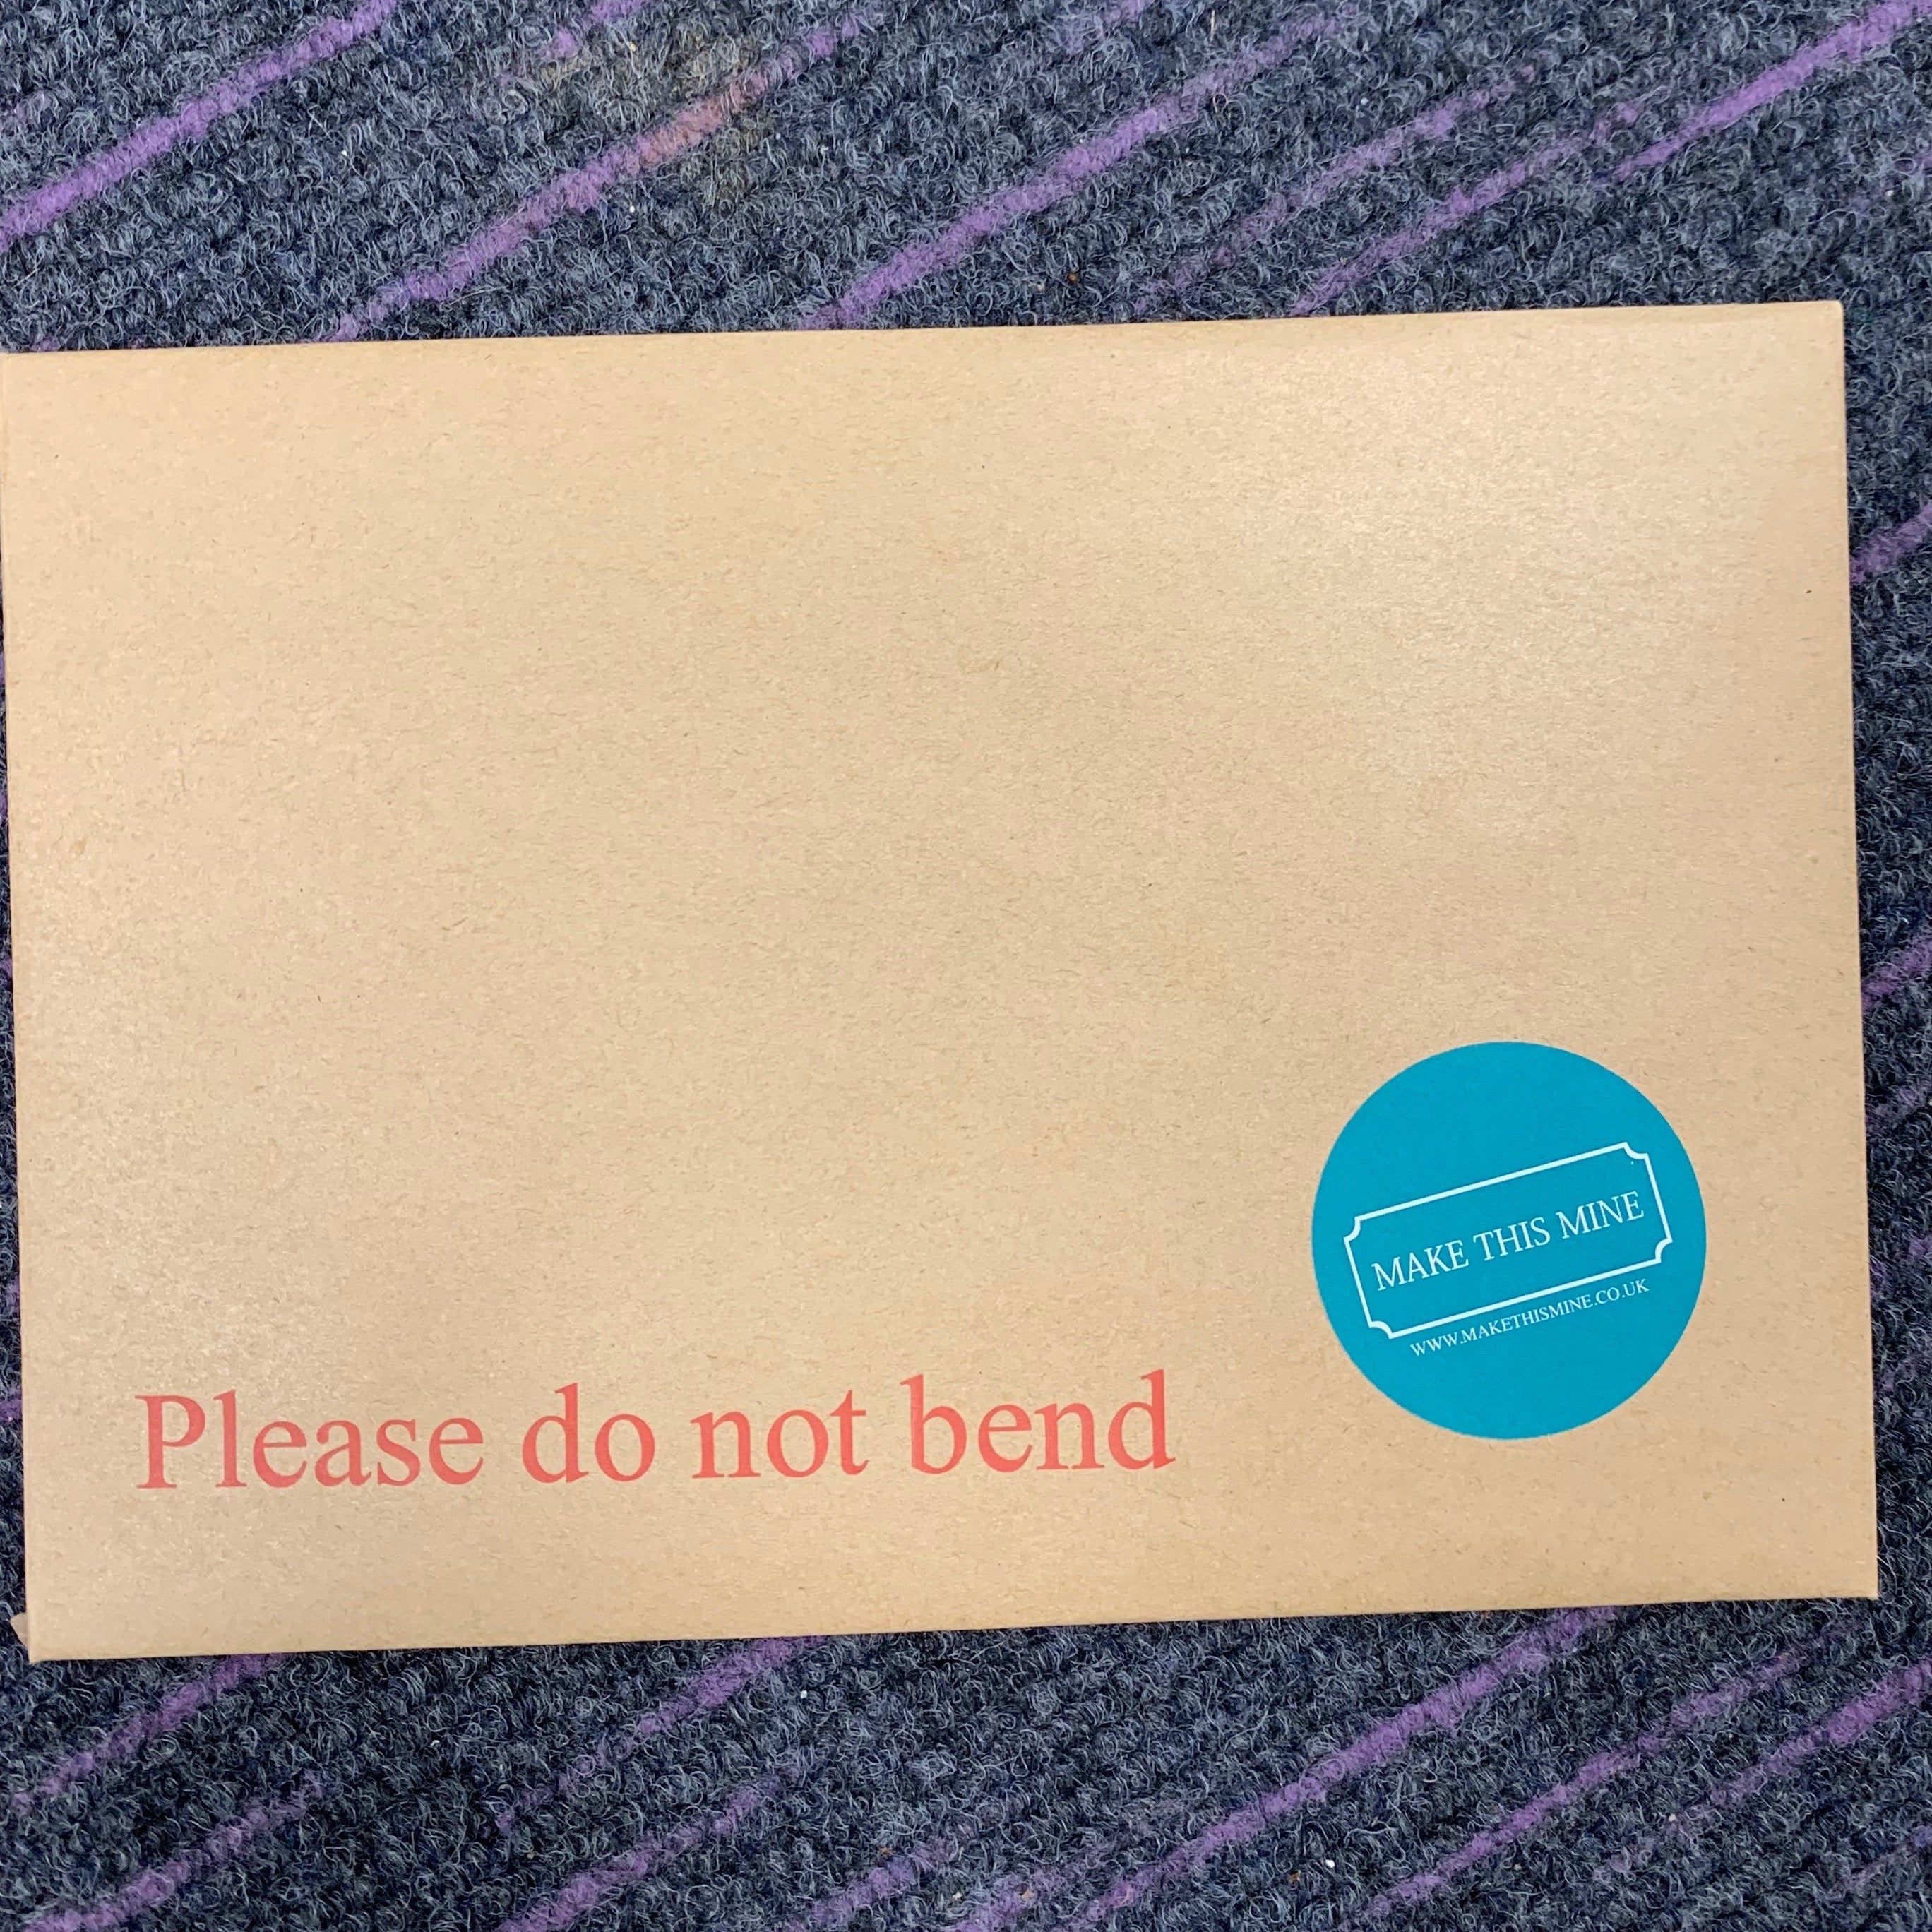 Please do not bend
MAKE THIS MINE
WWW.MAKETHISMINE.CO.UK